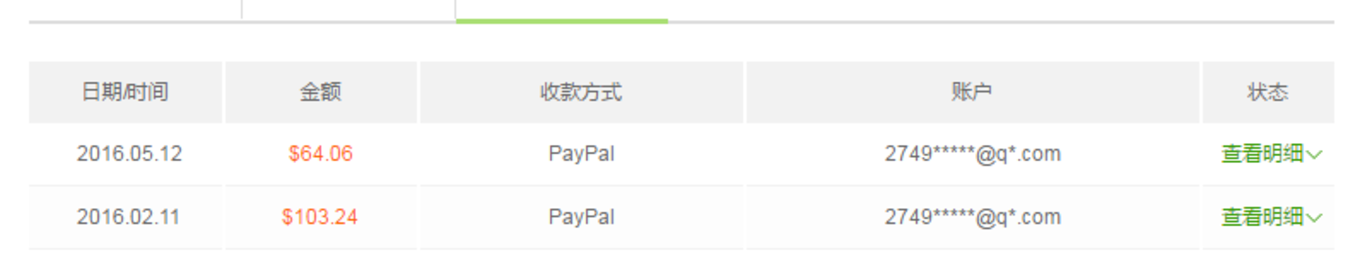 日期/时间 金额 收款方式 账户 状态
2016.05.12 $64.06 PayPal 2749*****@q*.com 查看明细
2016.02.11 $103.24 PayPal 2749*****@q*.com 查看明细